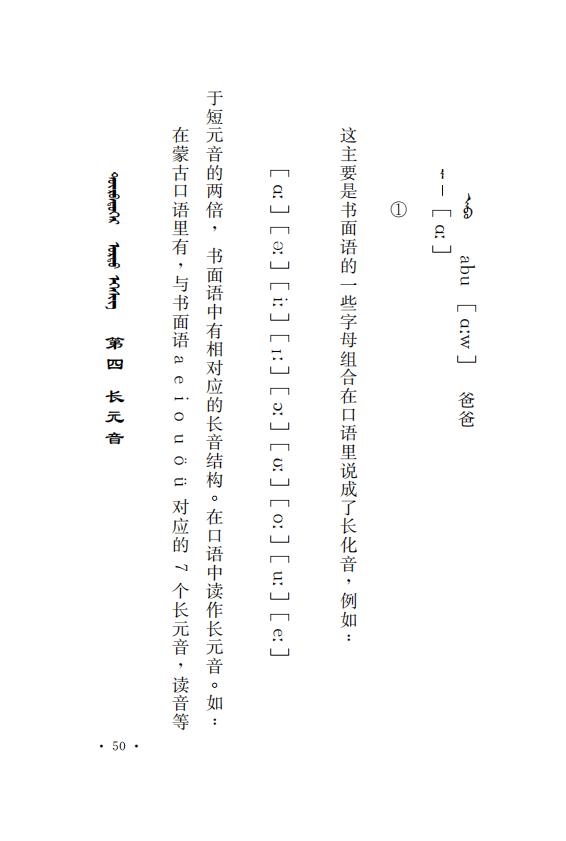 ᠳᠥᠷᠪᠡᠳᠦᠭᠡᠷ ᠤᠷᠲᠤ ᠡᠭᠡᠰᠢᠭ 第四 长元音
在蒙古口语里有,与书面语 a e i o u ö ü 对应的 7 个长元音,读音等
于短元音的两倍,书面语中有相对应的长音结构。在口语中读作长元音。如:
[ɑː][əː][iː][ɪː][ɔː][ʊː][oː][uː][eː]
这主要是书面语的一些字母组合在口语里说成了长化音,例如:
①
— [ɑː]
ᠠᠪᠤ abu [ɑːw] 爸爸
· 50 ·